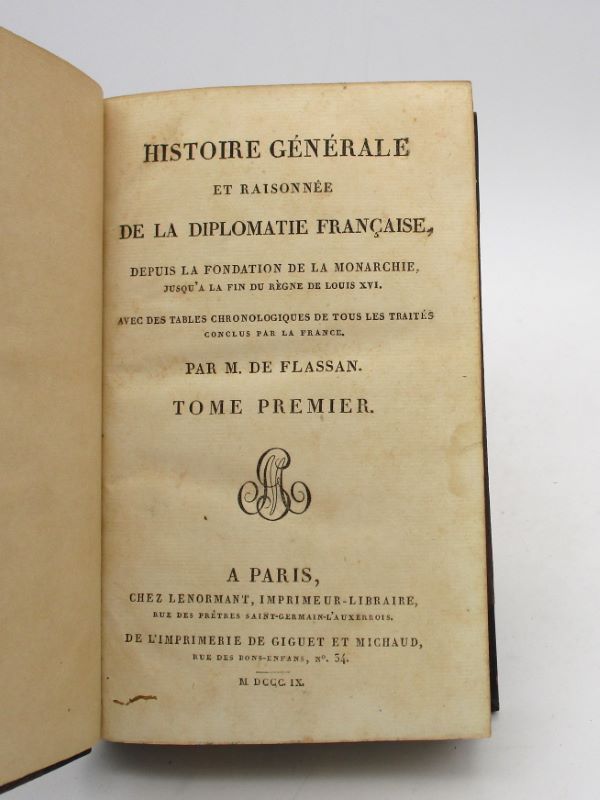 HISTOIRE GÉNÉRALE
ET RAISONNÉE
DE LA DIPLOMATIE FRANÇAISE,
DEPUIS LA FONDATION DE LA MONARCHIE,
JUSQU'A LA FIN DU RÈGNE DE LOUIS XVI.
AVEC DES TABLES CHRONOLOGIQUES DE TOUS LES TRAITÉS
CONCLUS PAR LA FRANCE.
PAR M. DE FLASSAN.
TOME PREMIER.
A PARIS,
CHEZ LENORMANT, IMPRIMEUR-LIBRAIRE,
RUE DES PRÊTRES SAINT-GERMAIN-L'AUXERROIS.
DE L'IMPRIMERIE DE GIGUET ET MICHAUD,
RUE DES BONS-ENFANS, Nº. 34.
M. DCCC. IX.